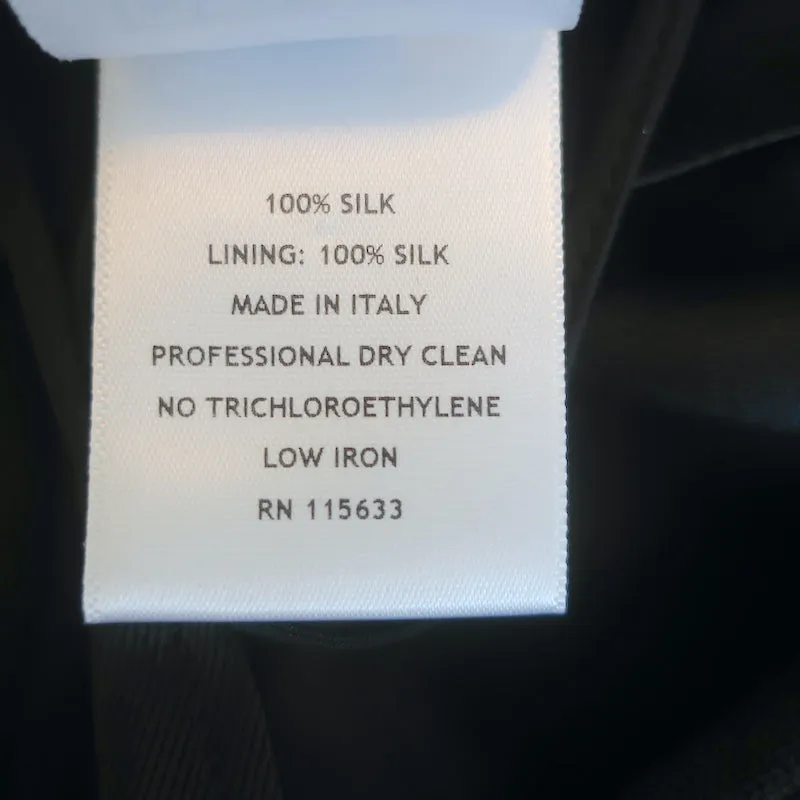 100% SILK
LINING: 100% SILK
MADE IN ITALY
PROFESSIONAL DRY CLEAN
NO TRICHLOROETHYLENE
LOW IRON
RN 115633